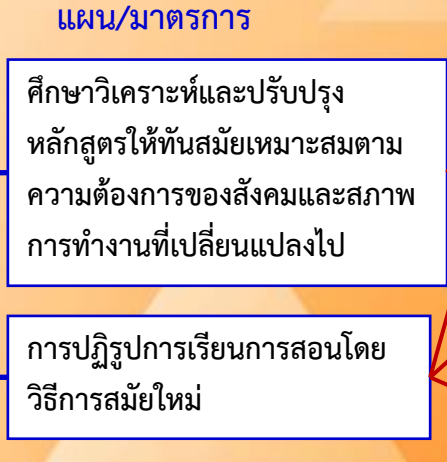 แผน/มาตรการ
ศึกษาวิเคราะห์และปรับปรุง
หลักสูตรให้ทันสมัยเหมาะสมตาม
ความต้องการของสังคมและสภาพ
การทำงานที่เปลี่ยนแปลงไป
การปฏิรูปการเรียนการสอนโดย
วิธีการสมัยใหม่